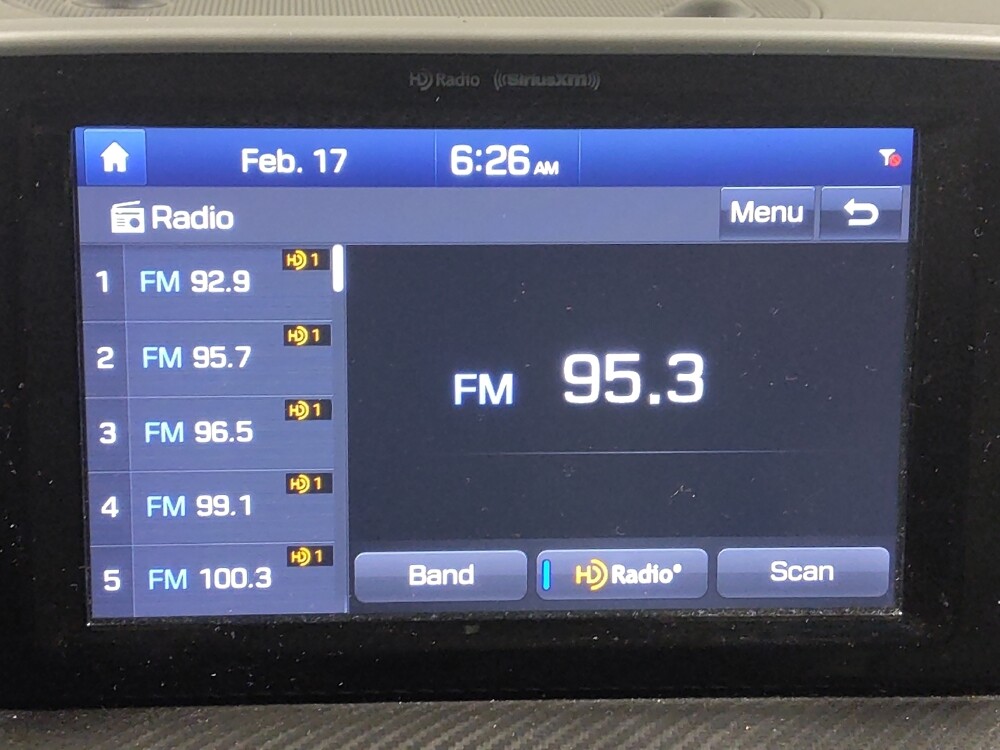 HD Radio ((SiriusXM))
Feb. 17 6:26 AM
Radio Menu
1 FM 92.9 HD 1
2 FM 95.7 HD 1
3 FM 96.5 HD 1
4 FM 99.1 HD 1
5 FM 100.3 HD 1
FM 95.3
Band HD Radio® Scan